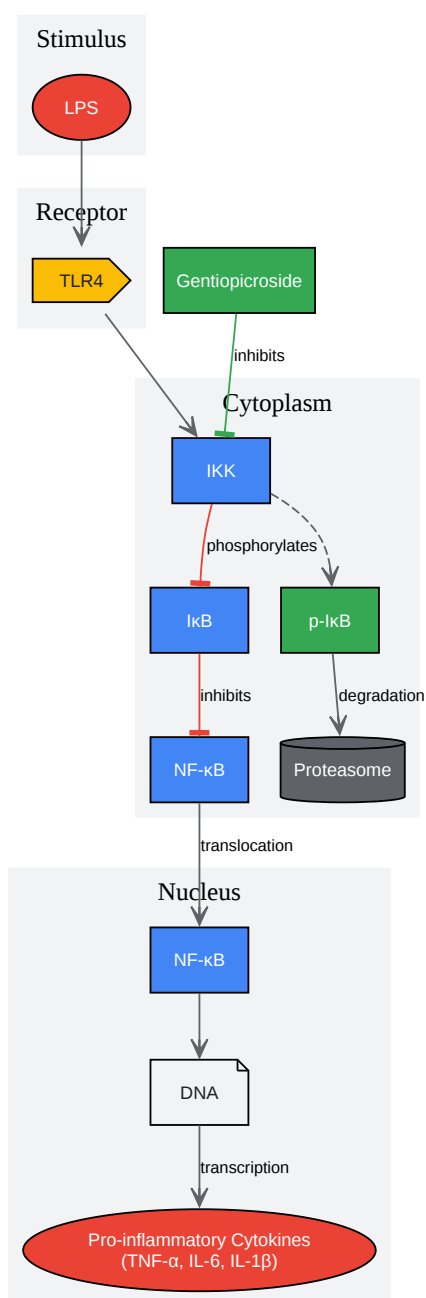 Stimulus
LPS
Receptor
TLR4
Gentiopicroside
inhibits
Cytoplasm
IKK
phosphorylates
IκB
p-IκB
inhibits
degradation
NF-κB
Proteasome
translocation
Nucleus
NF-κB
DNA
transcription
Pro-inflammatory Cytokines
(TNF-α, IL-6, IL-1β)